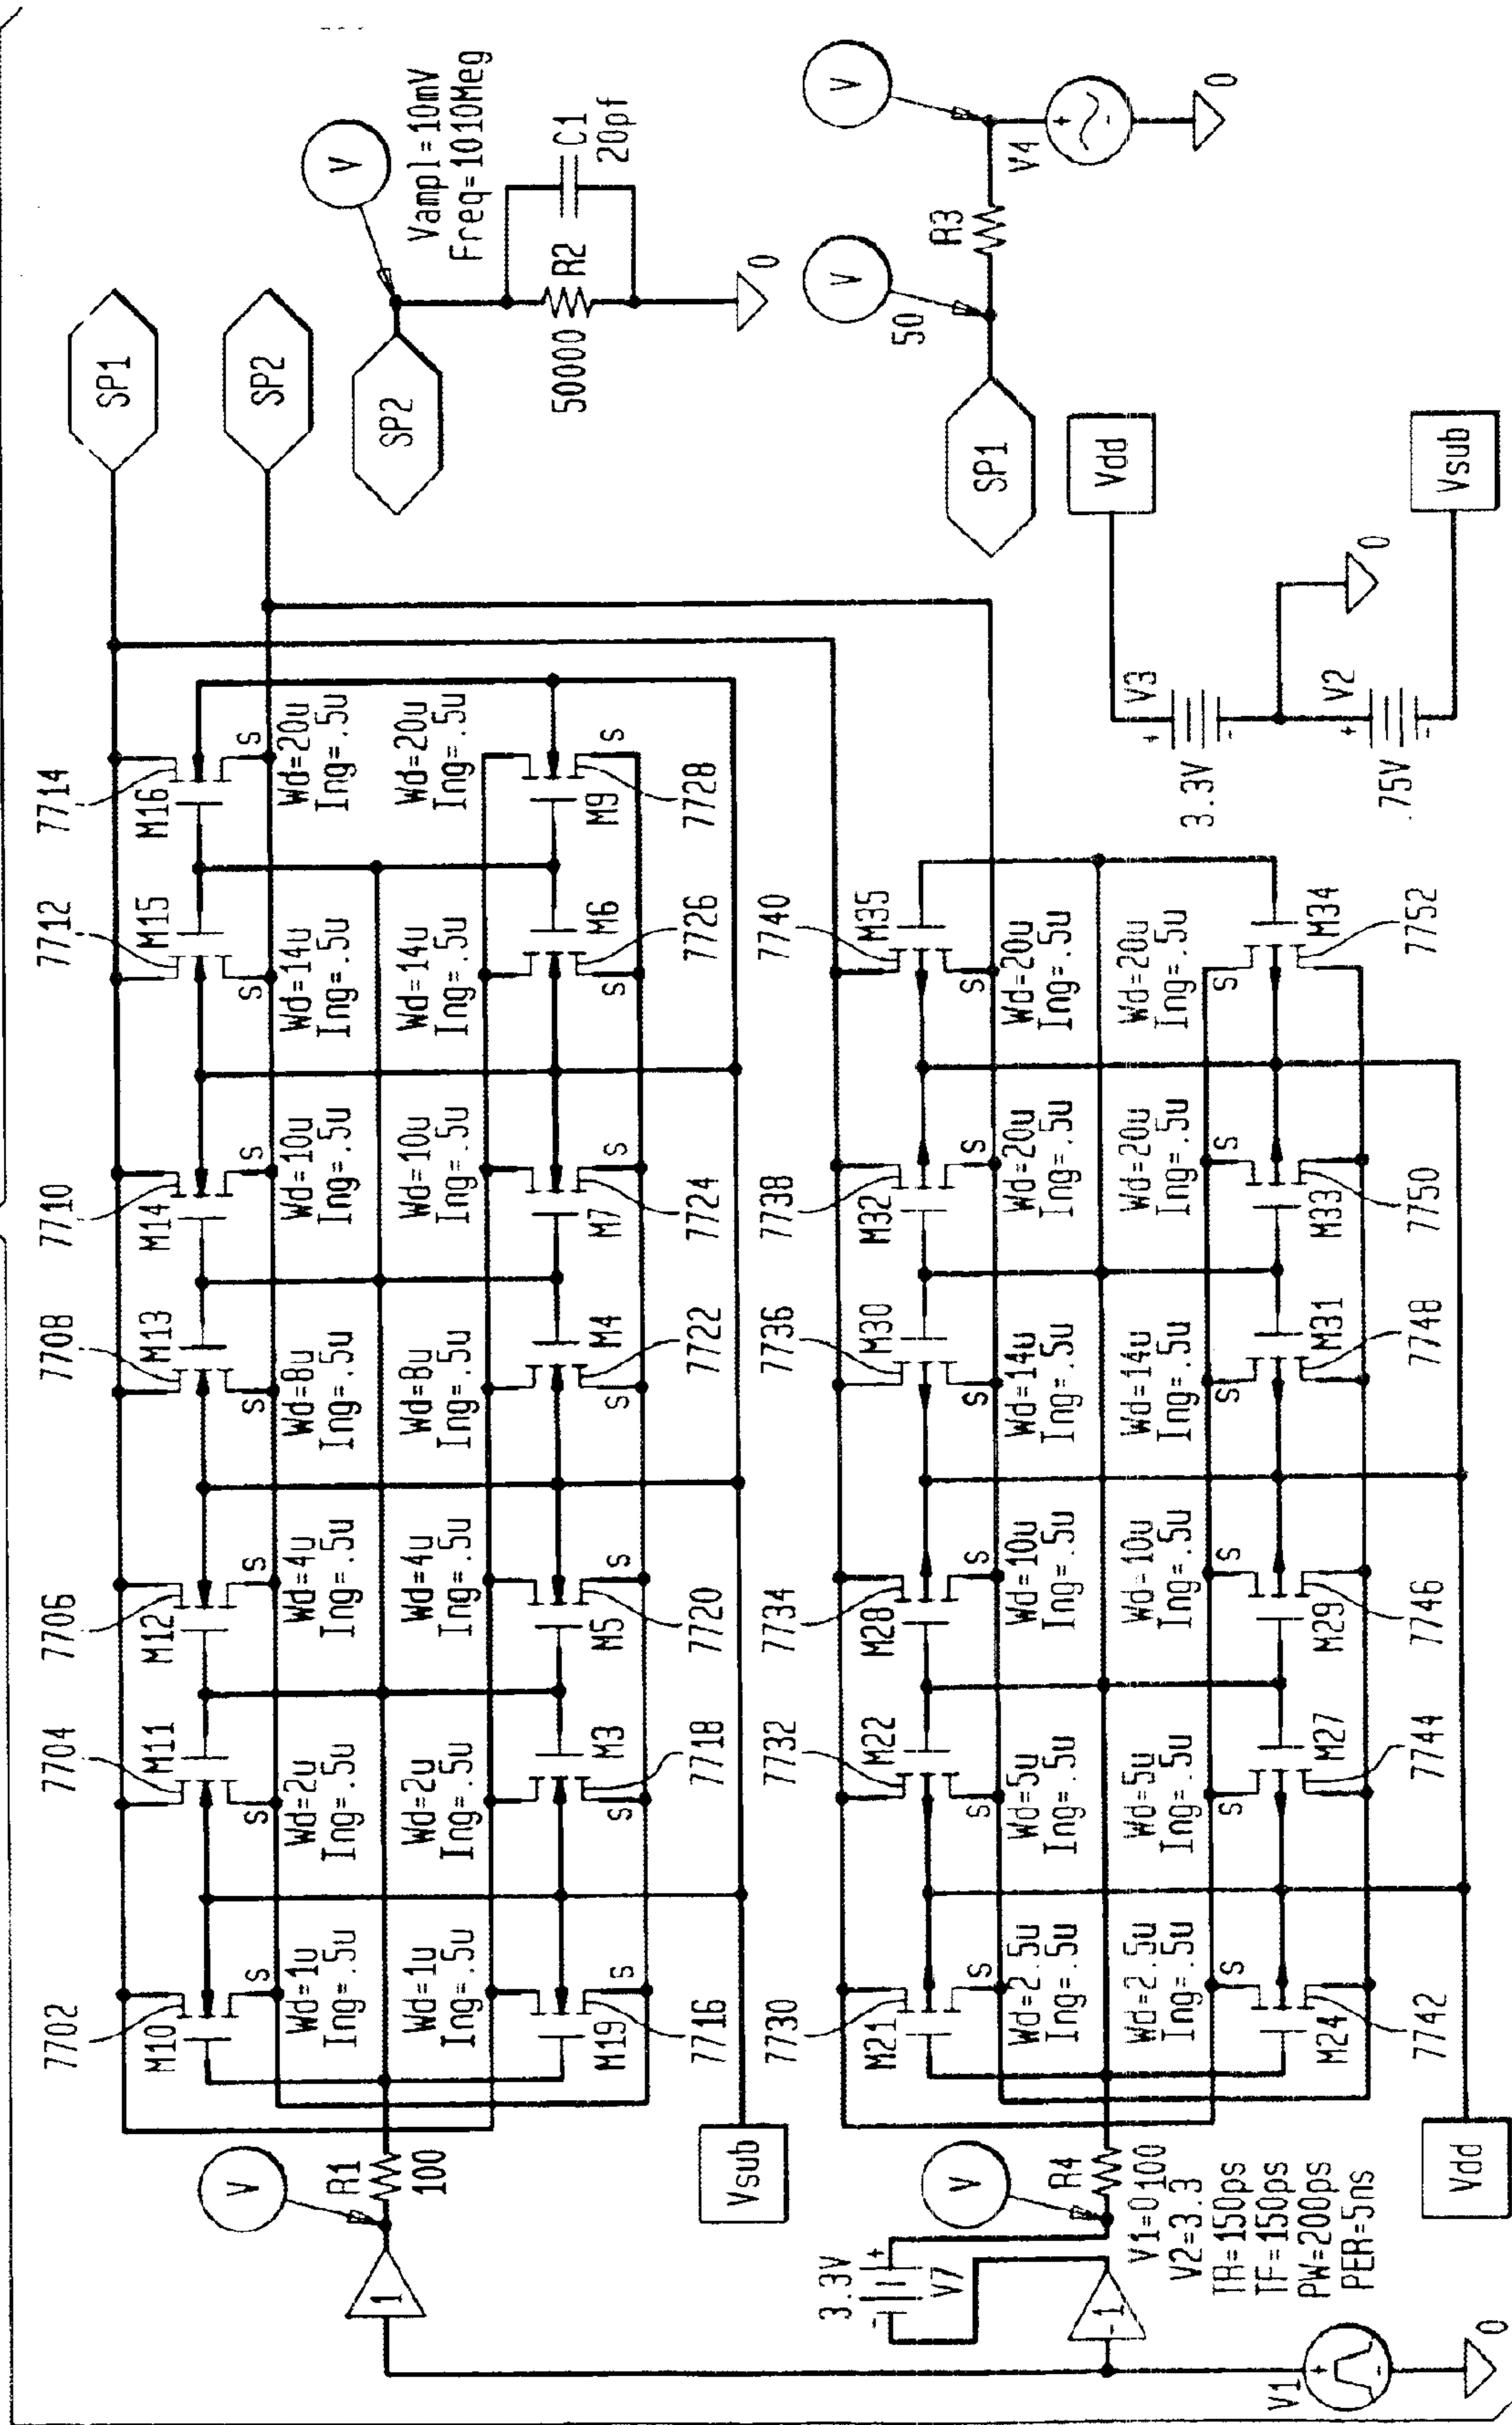 7702
7704
7706
7708
7710
7712
7714
M10
M11
M12
M13
M14
M15
M16
SP1
SP2
S
S
S
S
S
S
S
Wd=1u
lng=.5u
Wd=2u
lng=.5u
Wd=4u
lng=.5u
Wd=8u
lng=.5u
Wd=10u
lng=.5u
Wd=14u
lng=.5u
Wd=20u
lng=.5u
V
R1
100
1
Wd=1u
lng=.5u
Wd=2u
lng=.5u
Wd=4u
lng=.5u
Wd=8u
lng=.5u
Wd=10u
lng=.5u
Wd=14u
lng=.5u
Wd=20u
lng=.5u
M19
M3
M5
M4
M7
M6
M9
S
S
S
S
S
S
S
7716
7718
7720
7722
7724
7726
7728
Vsub
V
SP2
Vampl=10mV
Freq=1010Meg
50000
R2
C1
20pf
0
7730
7732
7734
7736
7738
7740
M21
M22
M28
M30
M32
M35
S
S
S
S
S
S
Wd=2.5u
lng=.5u
Wd=5u
lng=.5u
Wd=10u
lng=.5u
Wd=14u
lng=.5u
Wd=20u
lng=.5u
Wd=20u
lng=.5u
3.3V
+
-
V7
V
R4
100
-1
Wd=2.5u
lng=.5u
Wd=5u
lng=.5u
Wd=10u
lng=.5u
Wd=14u
lng=.5u
Wd=20u
lng=.5u
Wd=20u
lng=.5u
S
S
S
S
S
S
M24
M27
M29
M31
M33
M34
7742
7744
7746
7748
7750
7752
Vdd
V1=0
V2=3.3
TR=150ps
TF=150ps
PW=200ps
PER=5ns
V1
+
-
0
V
V
50
R3
SP1
V4
+
-
0
Vdd
V3
+
-
3.3V
0
V2
+
-
.75V
Vsub